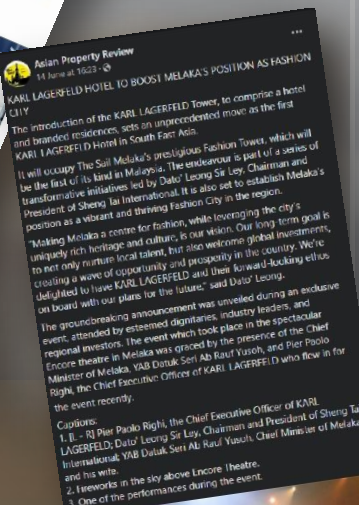 Asian Property Review
14 June at 16:23
KARL LAGERFELD HOTEL TO BOOST MELAKA'S POSITION AS FASHION
CITY
The introduction of the KARL LAGERFELD Tower, to comprise a hotel
and branded residences, sets an unprecedented move as the first
KARL LAGERFELD Hotel in South East Asia.
It will occupy The Sail Melaka's prestigious Fashion Tower, which will
be the first of its kind in Malaysia. The endeavour is part of a series of
transformative initiatives led by Dato' Leong Sir Ley, Chairman and
President of Sheng Tai International. It is also set to establish Melaka's
position as a vibrant and thriving Fashion City in the region.
"Making Melaka a centre for fashion, while leveraging the city's
uniquely rich heritage and culture, is our vision. Our long-term goal is
to not only nurture local talent, but also welcome global investments,
creating a wave of opportunity and prosperity in the country. We're
delighted to have KARL LAGERFELD and their forward-looking ethos
on board with our plans for the future," said Dato' Leong.
The groundbreaking announcement was unveiled during an exclusive
event, attended by esteemed dignitaries, industry leaders, and
regional investors. The event which took place in the spectacular
Encore theatre in Melaka was graced by the presence of the Chief
Minister of Melaka, YAB Datuk Seri Ab Rauf Yusoh, and Pier Paolo
Righi, the Chief Executive Officer of KARL LAGERFELD who flew in for
the event recently.
Captions:
1. [L - R] Pier Paolo Righi, the Chief Executive Officer of KARL
LAGERFELD; Dato' Leong Sir Ley, Chairman and President of Sheng Ta
International; YAB Datuk Seri Ab Rauf Yusoh, Chief Minister of Melaka
and his wife.
2. Fireworks in the sky above Encore Theatre.
3. One of the performances during the event.